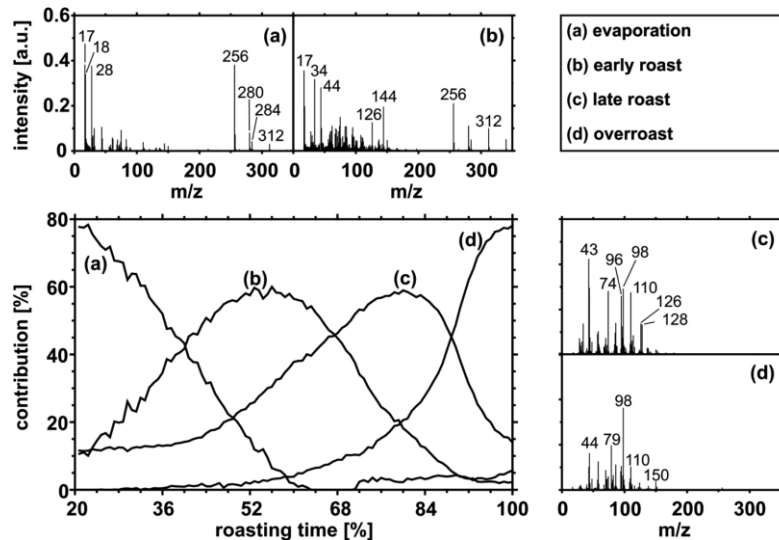 intensity [a.u.]
0.6
0.4
0.2
0
17
18
28
256
280
284
312
(a)
0 100 200 300
m/z
17
34
44
126
144
256
312
(b)
100 200 300
m/z
(a) evaporation
(b) early roast
(c) late roast
(d) overroast
contribution [%]
80
60
40
20
0
(a)
(b)
(c)
(d)
20 36 52 68 84 100
roasting time [%]
43
96
98
74
110
126
128
(c)
0 100 200 300
98
44
79
110
150
(d)
0 100 200 300
m/z